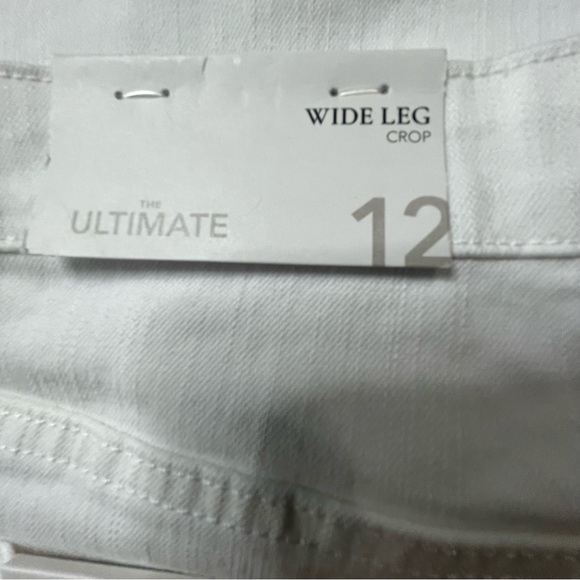 WIDE LEG
CROP
THE
ULTIMATE
12